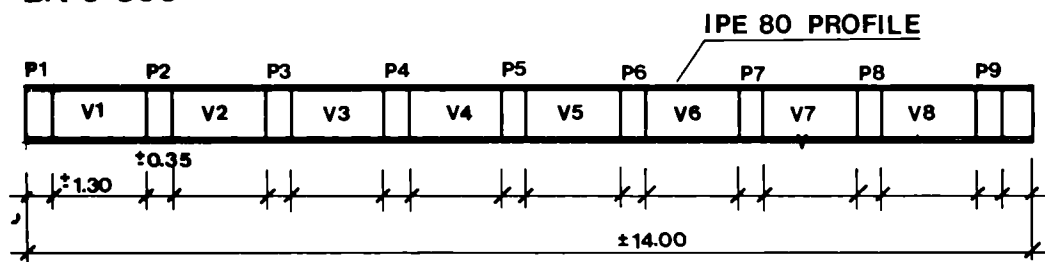 IPE 80 PROFILE
P1 P2 P3 P4 P5 P6 P7 P8 P9
V1 V2 V3 V4 V5 V6 V7 V8
±0.35
±1.30
±14.00